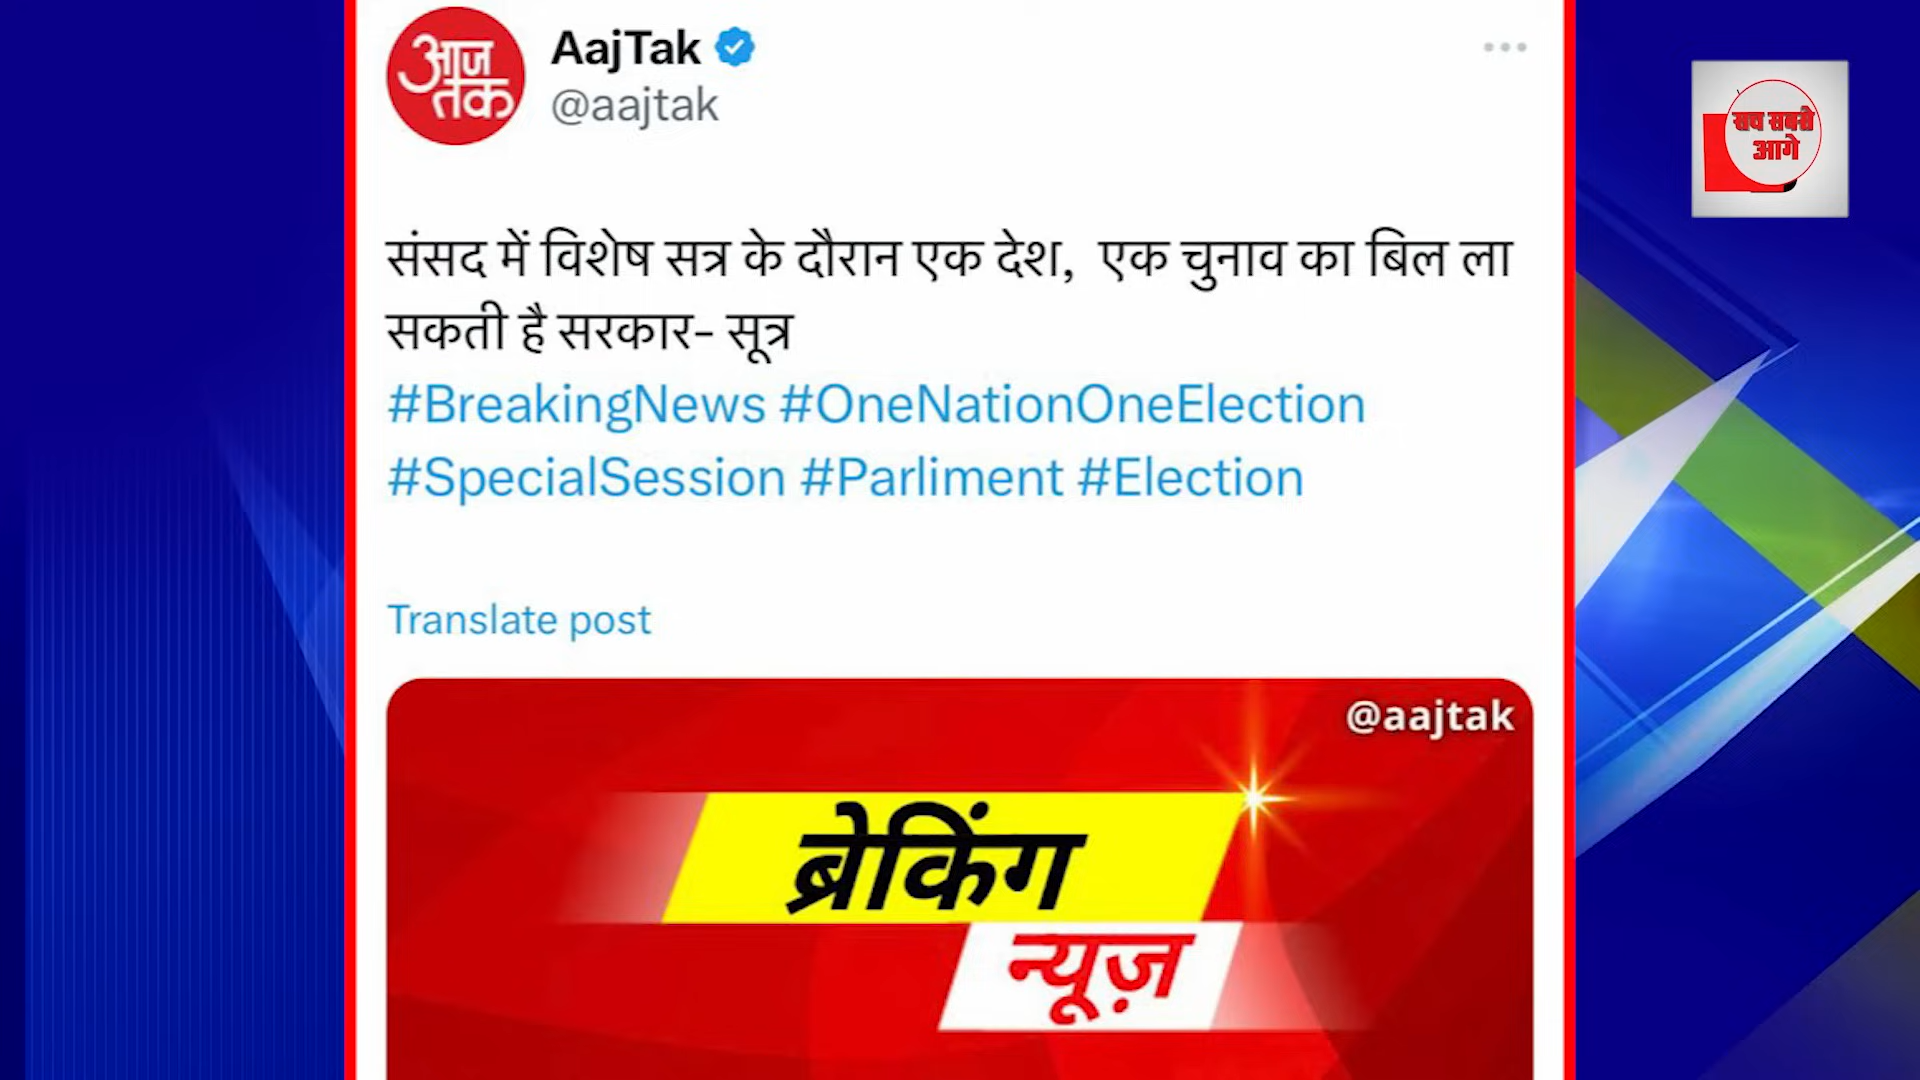 आज
तक
AajTak
@aajtak
सच सबसे
आगे
संसद में विशेष सत्र के दौरान एक देश, एक चुनाव का बिल ला
सकती है सरकार- सूत्र
#BreakingNews #OneNationOneElection
#SpecialSession #Parliment #Election
Translate post
@aajtak
ब्रेकिंग
न्यूज़